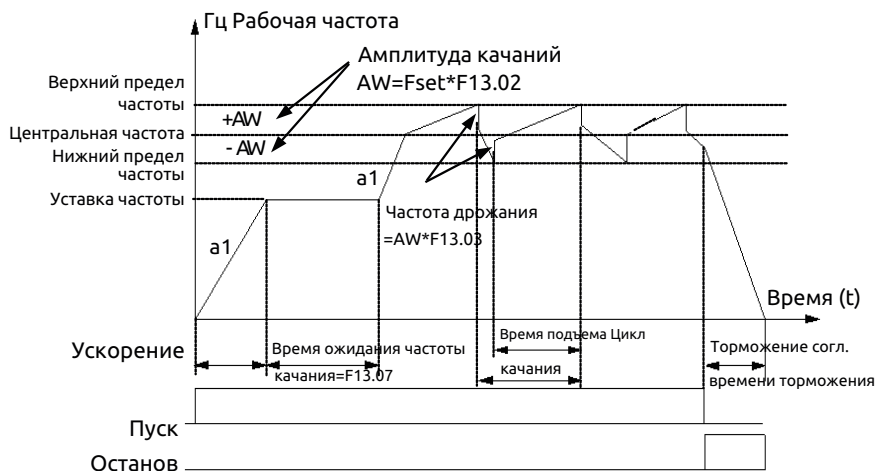 Гц Рабочая частота
Амплитуда качаний
AW=Fset*F13.02
Верхний предел
частоты
+AW
Центральная частота
- AW
Нижний предел
частоты
a1
Уставка частоты
Частота дрожания
=AW*F13.03
a1
Время (t)
Ускорение
Время ожидания частоты
качания=F13.07
Время подъема Цикл
качания
Торможение согл.
времени торможения
Пуск
Останов